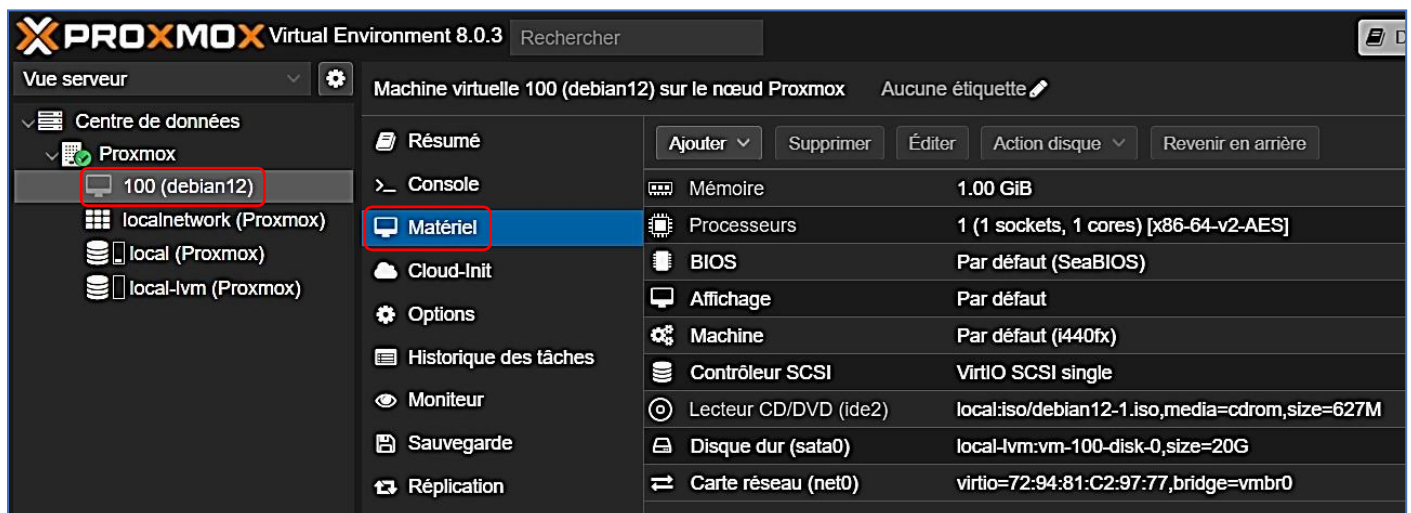 PROXMOX Virtual Environment 8.0.3 Rechercher
Vue serveur
Centre de données
Proxmox
100 (debian12)
localnetwork (Proxmox)
local (Proxmox)
local-lvm (Proxmox)
Machine virtuelle 100 (debian12) sur le nœud Proxmox Aucune étiquette
Résumé
>_ Console
Matériel
Cloud-Init
Options
Historique des tâches
Moniteur
Sauvegarde
Réplication
Ajouter Supprimer Éditer Action disque Revenir en arrière
Mémoire 1.00 GiB
Processeurs 1 (1 sockets, 1 cores) [x86-64-v2-AES]
BIOS Par défaut (SeaBIOS)
Affichage Par défaut
Machine Par défaut (i440fx)
Contrôleur SCSI VirtIO SCSI single
Lecteur CD/DVD (ide2) local:iso/debian12-1.iso,media=cdrom,size=627M
Disque dur (sata0) local-lvm:vm-100-disk-0,size=20G
Carte réseau (net0) virtio=72:94:81:C2:97:77,bridge=vmbr0